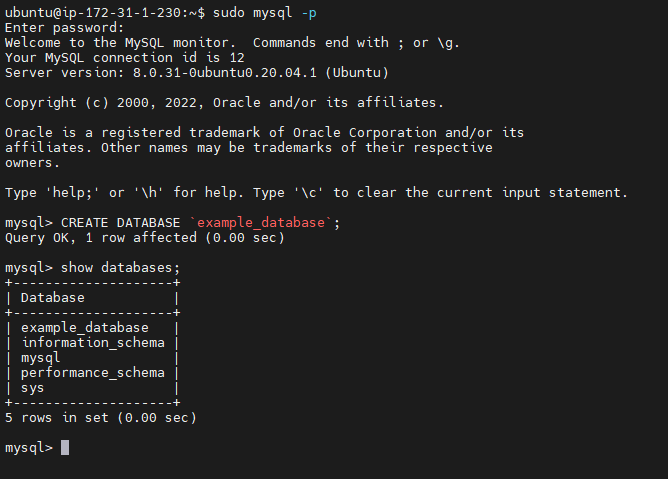 ubuntu@ip-172-31-1-230:~$ sudo mysql -p
Enter password:
Welcome to the MySQL monitor.  Commands end with ; or \g.
Your MySQL connection id is 12
Server version: 8.0.31-0ubuntu0.20.04.1 (Ubuntu)

Copyright (c) 2000, 2022, Oracle and/or its affiliates.

Oracle is a registered trademark of Oracle Corporation and/or its
affiliates. Other names may be trademarks of their respective
owners.

Type 'help;' or '\h' for help. Type '\c' to clear the current input statement.

mysql> CREATE DATABASE `example_database`;
Query OK, 1 row affected (0.00 sec)

mysql> show databases;
+--------------------+
| Database           |
+--------------------+
| example_database   |
| information_schema |
| mysql              |
| performance_schema |
| sys                |
+--------------------+
5 rows in set (0.00 sec)

mysql>